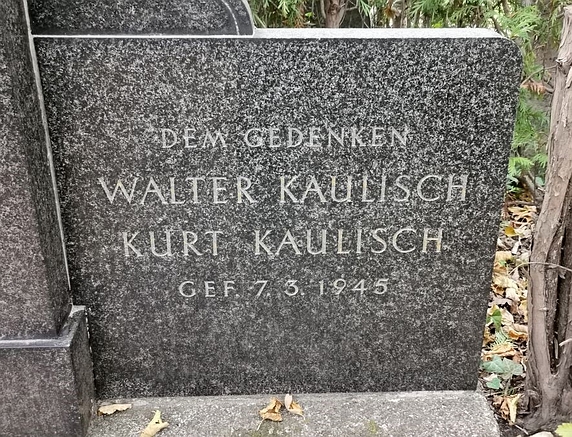 DEM GEDENKEN
WALTER KAULISCH
KURT KAULISCH
GEF. 7. 3. 1945